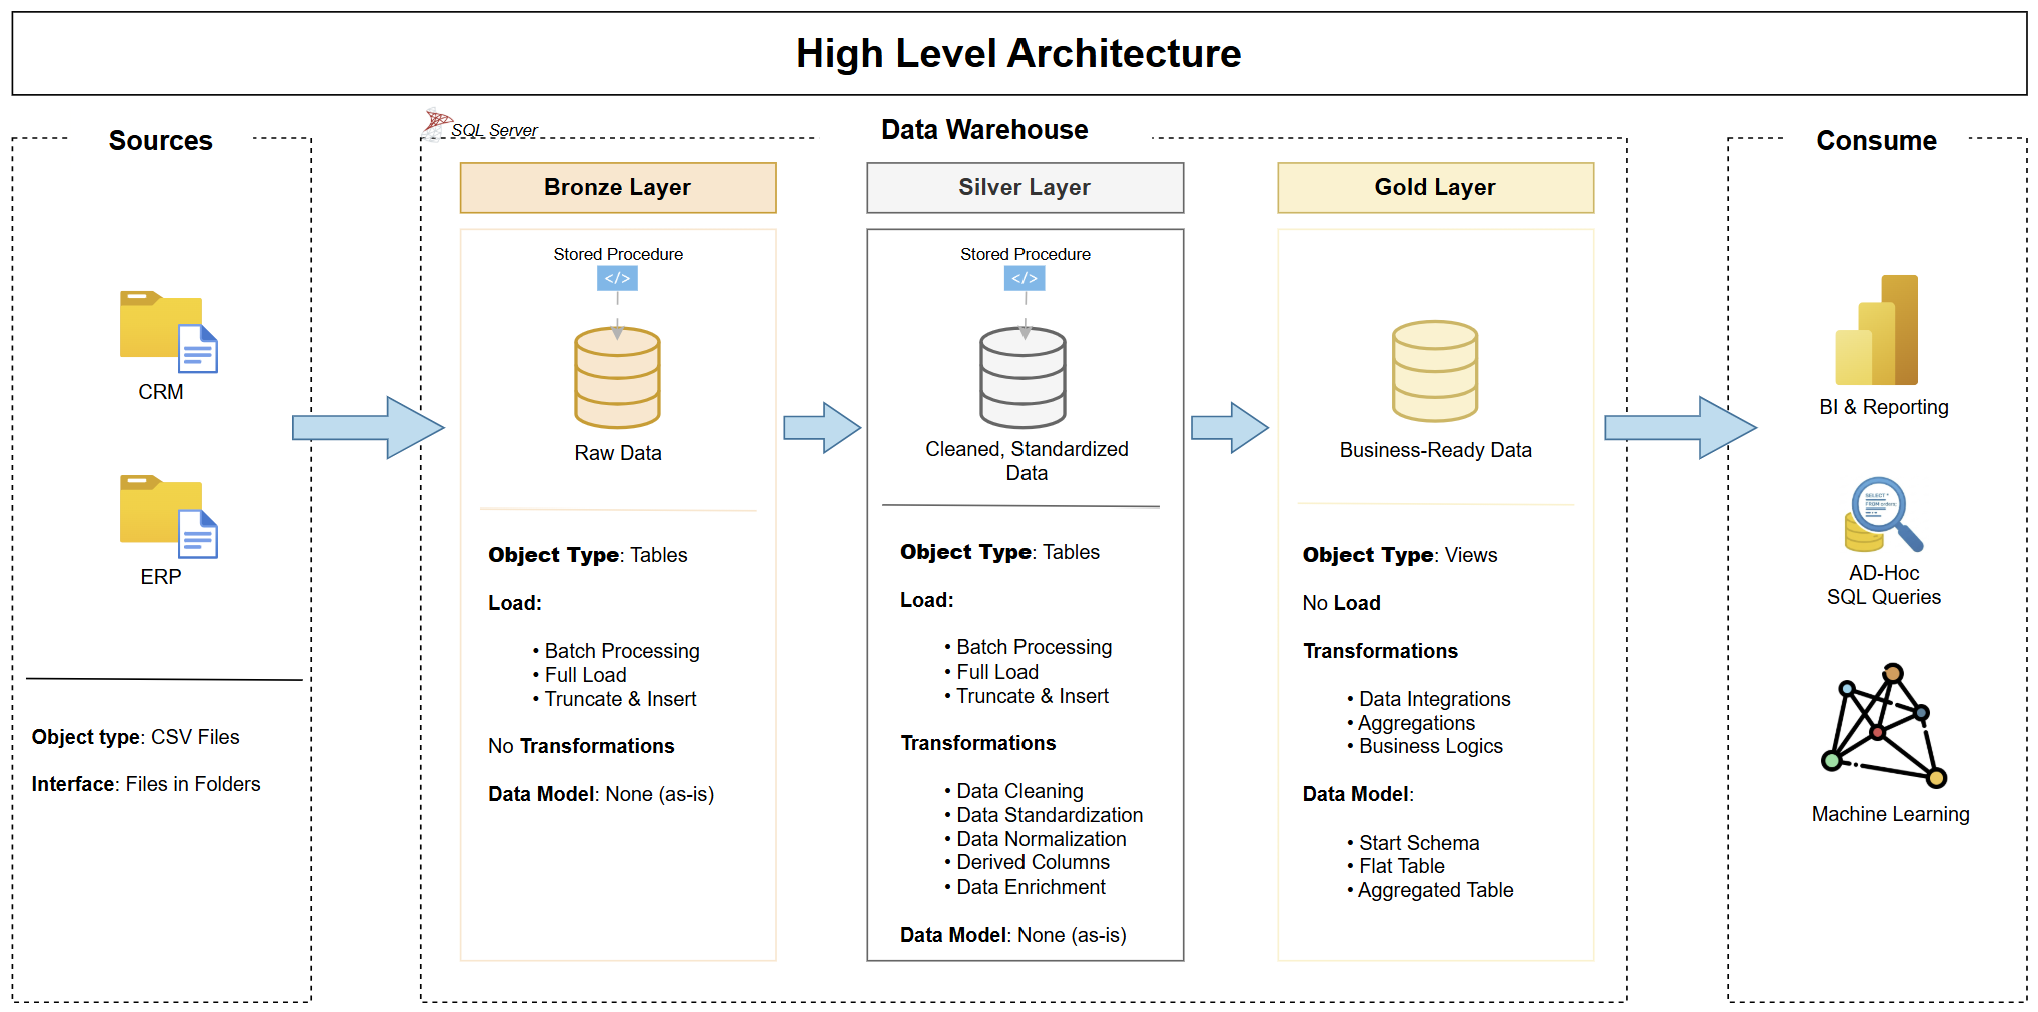 High Level Architecture
Sources
CRM
ERP
Object type: CSV Files
Interface: Files in Folders
SQL Server
Data Warehouse
Bronze Layer
Stored Procedure
</>
Raw Data
Object Type: Tables
Load:
• Batch Processing
• Full Load
• Truncate & Insert
No Transformations
Data Model: None (as-is)
Silver Layer
Stored Procedure
</>
Cleaned, Standardized
Data
Object Type: Tables
Load:
• Batch Processing
• Full Load
• Truncate & Insert
Transformations
• Data Cleaning
• Data Standardization
• Data Normalization
• Derived Columns
• Data Enrichment
Data Model: None (as-is)
Gold Layer
Business-Ready Data
Object Type: Views
No Load
Transformations
• Data Integrations
• Aggregations
• Business Logics
Data Model:
• Start Schema
• Flat Table
• Aggregated Table
Consume
BI & Reporting
SELECT *
FROM orders
AD-Hoc
SQL Queries
Machine Learning